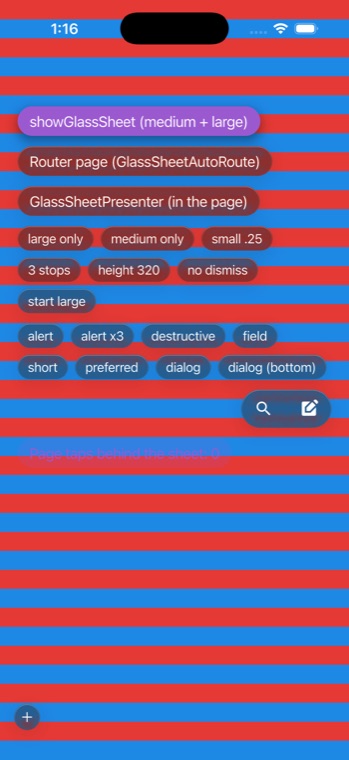 1:16
showGlassSheet (medium + large)
Router page (GlassSheetAutoRoute)
GlassSheetPresenter (in the page)
large only medium only small .25
3 stops height 320 no dismiss
start large
alert alert x3 destructive field
short preferred dialog dialog (bottom)
Page taps behind the sheet: 0